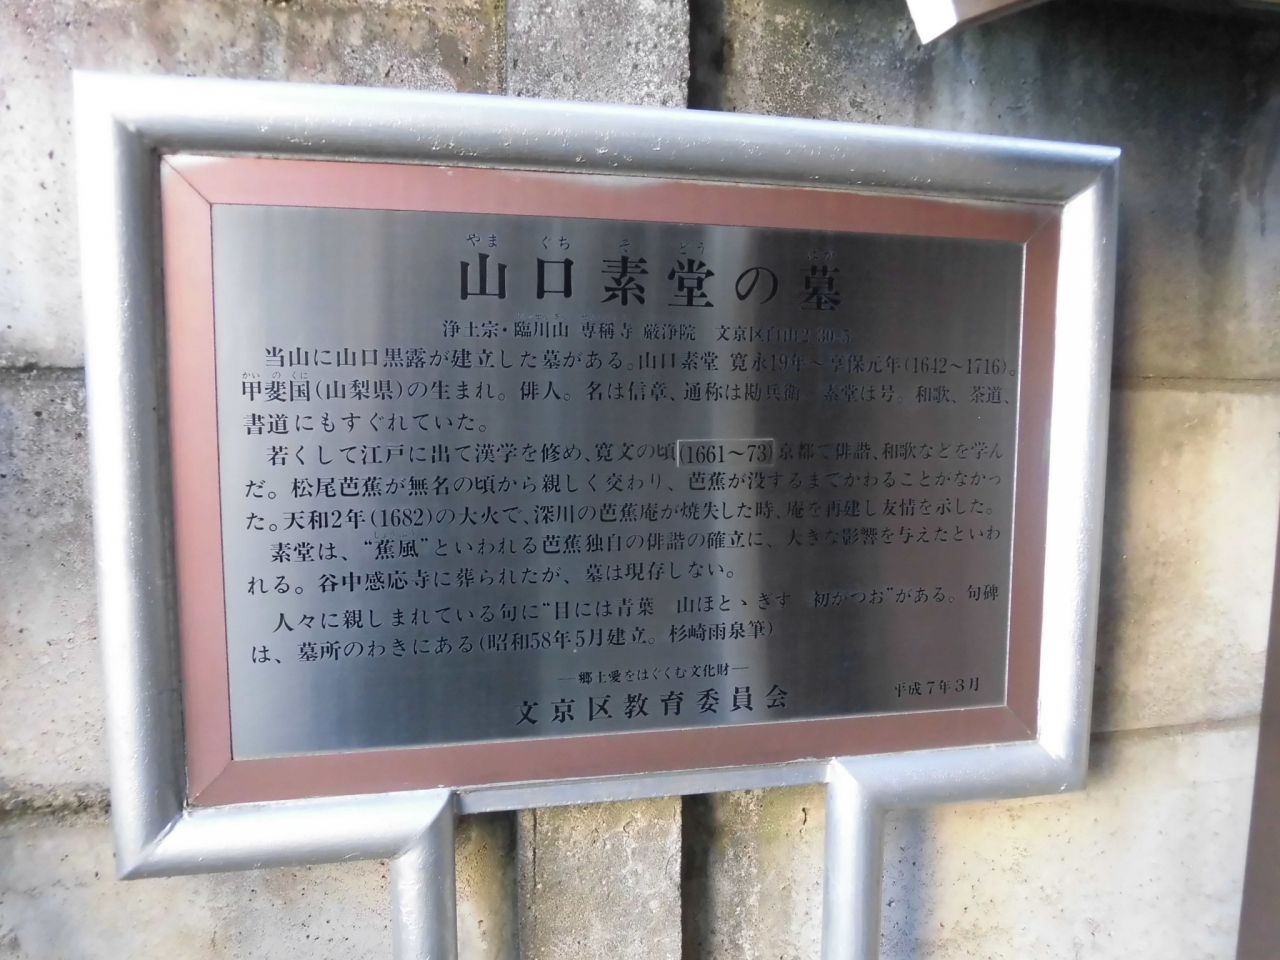 やま ぐち そ どう はか
山口素堂の墓
浄土宗・臨川山 専稱寺 厳浄院 文京区白山2-30-5
当山に山口黒露が建立した墓がある。山口素堂 寛永19年～享保元年(1642～1716)。
かい の くに
甲斐国(山梨県)の生まれ。俳人。名は信章、通称は勘兵衛、素堂は号。和歌、茶道、
書道にもすぐれていた。
若くして江戸に出て漢学を修め、寛文の頃(1661～73)京都で俳諧、和歌などを学ん
だ。松尾芭蕉が無名の頃から親しく交わり、芭蕉が没するまでかわることがなかっ
た。天和2年(1682)の大火で、深川の芭蕉庵が焼失した時、庵を再建し友情を示した。
素堂は、“蕉風”といわれる芭蕉独自の俳諧の確立に、大きな影響を与えたといわ
れる。谷中感応寺に葬られたが、墓は現存しない。
人々に親しまれている句に“目には青葉 山ほとゝぎす 初がつお”がある。句碑
は、墓所のわきにある(昭和58年5月建立。杉崎雨泉筆)
―郷土愛をはぐくむ文化財―
文京区教育委員会
平成7年3月